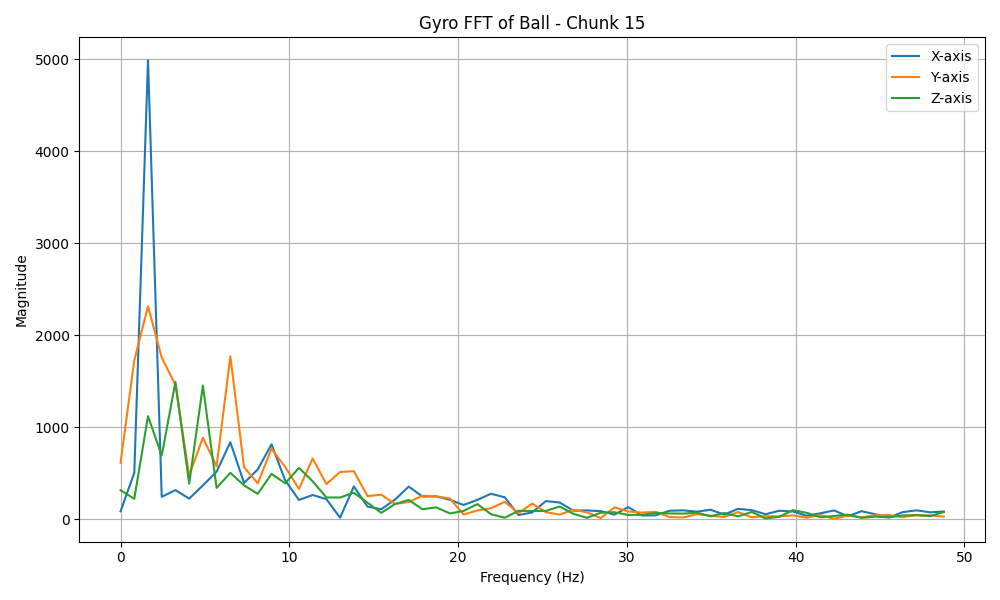 Gyro FFT of Ball - Chunk 15
X-axis
Y-axis
Z-axis
5000
4000
3000
2000
1000
0
Magnitude
0 10 20 30 40 50
Frequency (Hz)